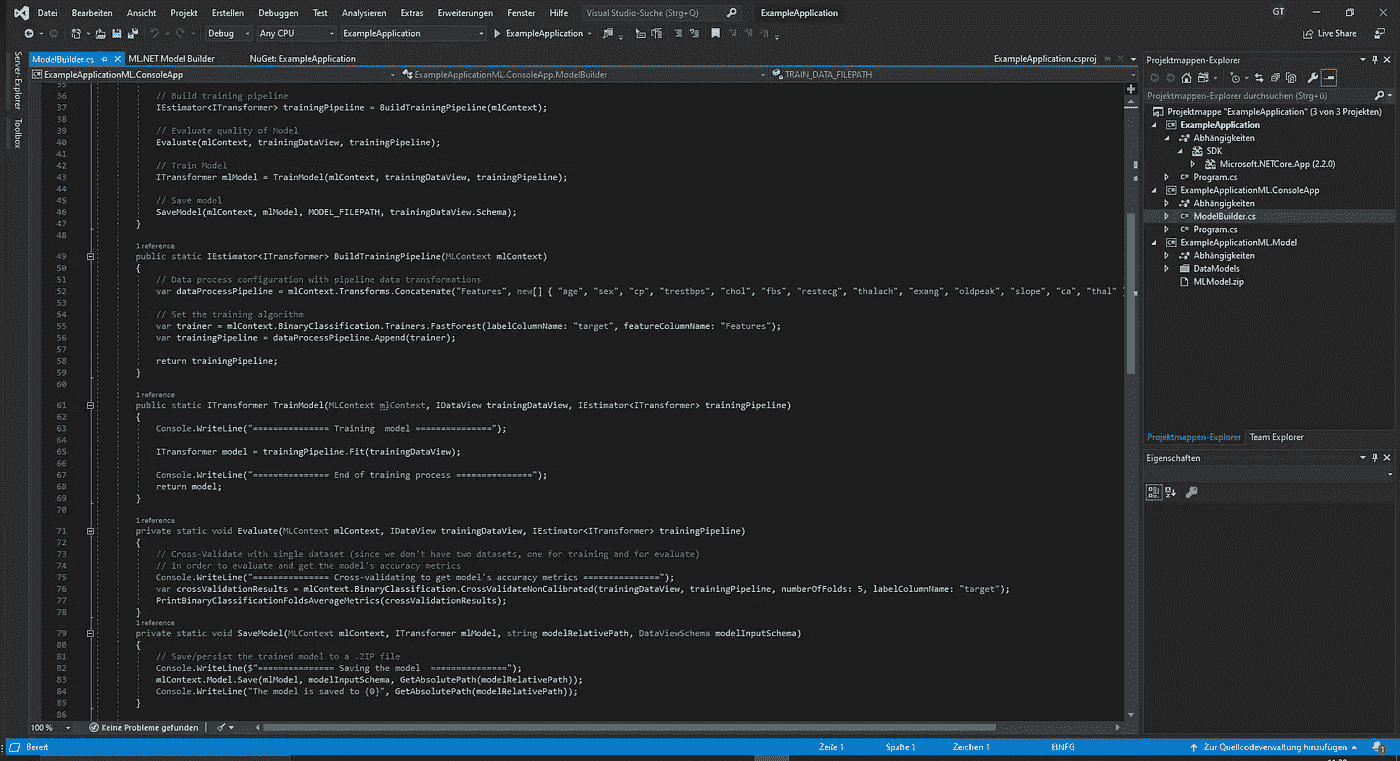 Datei Bearbeiten Ansicht Projekt Erstellen Debuggen Test Analysieren Extras Erweiterungen Fenster Hilfe Visual Studio-Suche (Strg+Q) ExampleApplication GT
Debug Any CPU ExampleApplication ExampleApplication Live Share
Server-Explorer
Toolbox
ModelBuilder.cs ML.NET Model Builder NuGet: ExampleApplication ExampleApplication.csproj
ExampleApplicationML.ConsoleApp ExampleApplicationML.ConsoleApp.ModelBuilder TRAIN_DATA_FILEPATH
35
36 // Build training pipeline
37 IEstimator<ITransformer> trainingPipeline = BuildTrainingPipeline(mlContext);
38
39 // Evaluate quality of Model
40 Evaluate(mlContext, trainingDataView, trainingPipeline);
41
42 // Train Model
43 ITransformer mlModel = TrainModel(mlContext, trainingDataView, trainingPipeline);
44
45 // Save model
46 SaveModel(mlContext, mlModel, MODEL_FILEPATH, trainingDataView.Schema);
47 }
48
1 reference
49 public static IEstimator<ITransformer> BuildTrainingPipeline(MLContext mlContext)
50 {
51 // Data process configuration with pipeline data transformations
52 var dataProcessPipeline = mlContext.Transforms.Concatenate("Features", new[] { "age", "sex", "cp", "trestbps", "chol", "fbs", "restecg", "thalach", "exang", "oldpeak", "slope", "ca", "thal" }
53
54 // Set the training algorithm
55 var trainer = mlContext.BinaryClassification.Trainers.FastForest(labelColumnName: "target", featureColumnName: "Features");
56 var trainingPipeline = dataProcessPipeline.Append(trainer);
57
58 return trainingPipeline;
59 }
60
1 reference
61 public static ITransformer TrainModel(MLContext mlContext, IDataView trainingDataView, IEstimator<ITransformer> trainingPipeline)
62 {
63 Console.WriteLine("=============== Training  model ===============");
64
65 ITransformer model = trainingPipeline.Fit(trainingDataView);
66
67 Console.WriteLine("=============== End of training process ===============");
68 return model;
69 }
70
1 reference
71 private static void Evaluate(MLContext mlContext, IDataView trainingDataView, IEstimator<ITransformer> trainingPipeline)
72 {
73 // Cross-Validate with single dataset (since we don't have two datasets, one for training and for evaluate)
74 // in order to evaluate and get the model's accuracy metrics
75 Console.WriteLine("=============== Cross-validating to get model's accuracy metrics ===============");
76 var crossValidationResults = mlContext.BinaryClassification.CrossValidateNonCalibrated(trainingDataView, trainingPipeline, numberOfFolds: 5, labelColumnName: "target");
77 PrintBinaryClassificationFoldsAverageMetrics(crossValidationResults);
78 }
1 reference
79 private static void SaveModel(MLContext mlContext, ITransformer mlModel, string modelRelativePath, DataViewSchema modelInputSchema)
80 {
81 // Save/persist the trained model to a .ZIP file
82 Console.WriteLine($"=============== Saving the model  ===============");
83 mlContext.Model.Save(mlModel, modelInputSchema, GetAbsolutePath(modelRelativePath));
84 Console.WriteLine("The model is saved to {0}", GetAbsolutePath(modelRelativePath));
85 }
86
100 % Keine Probleme gefunden
Projektmappen-Explorer
Projektmappen-Explorer durchsuchen (Strg+ü)
Projektmappe "ExampleApplication" (3 von 3 Projekten)
ExampleApplication
Abhängigkeiten
SDK
Microsoft.NETCore.App (2.2.0)
C# Program.cs
ExampleApplicationML.ConsoleApp
Abhängigkeiten
C# ModelBuilder.cs
C# Program.cs
ExampleApplicationML.Model
Abhängigkeiten
DataModels
MLModel.zip
Projektmappen-Explorer Team Explorer
Eigenschaften
Bereit Zeile 1 Spalte 1 Zeichen 1 EINFG Zur Quellcodeverwaltung hinzufügen 1